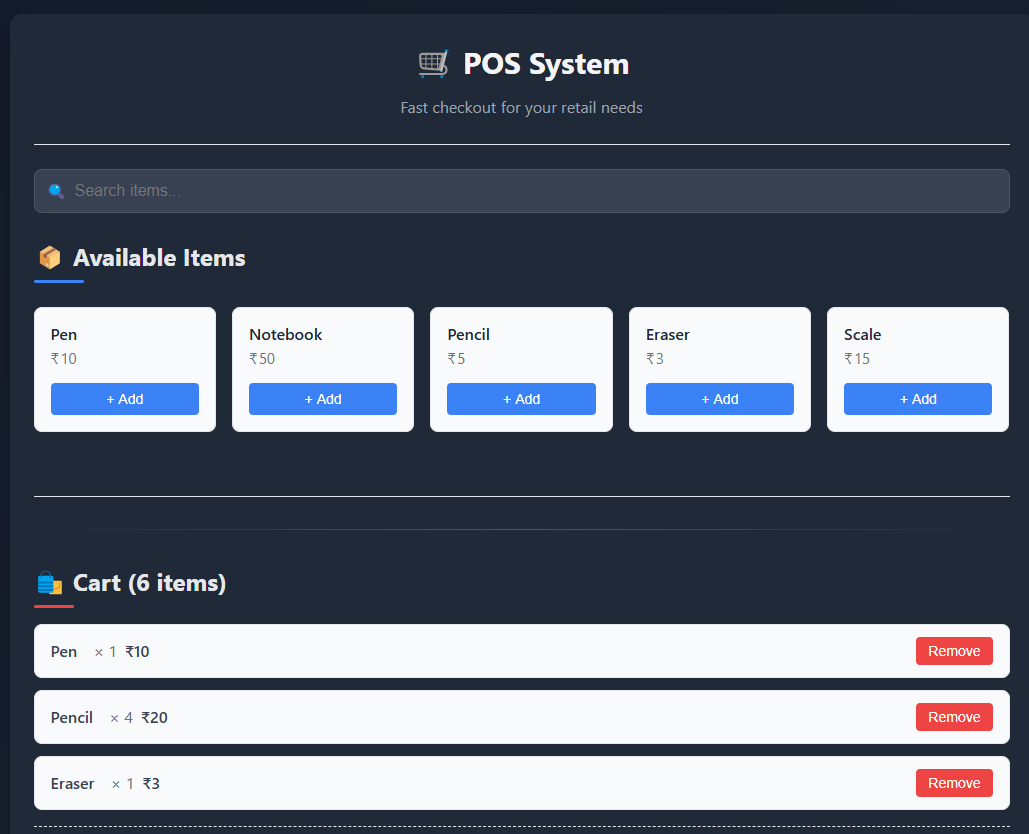 🛒 POS System
Fast checkout for your retail needs
🔍 Search items...
📦 Available Items
Pen
₹10
+ Add
Notebook
₹50
+ Add
Pencil
₹5
+ Add
Eraser
₹3
+ Add
Scale
₹15
+ Add
🛍️ Cart (6 items)
Pen × 1 ₹10 Remove
Pencil × 4 ₹20 Remove
Eraser × 1 ₹3 Remove